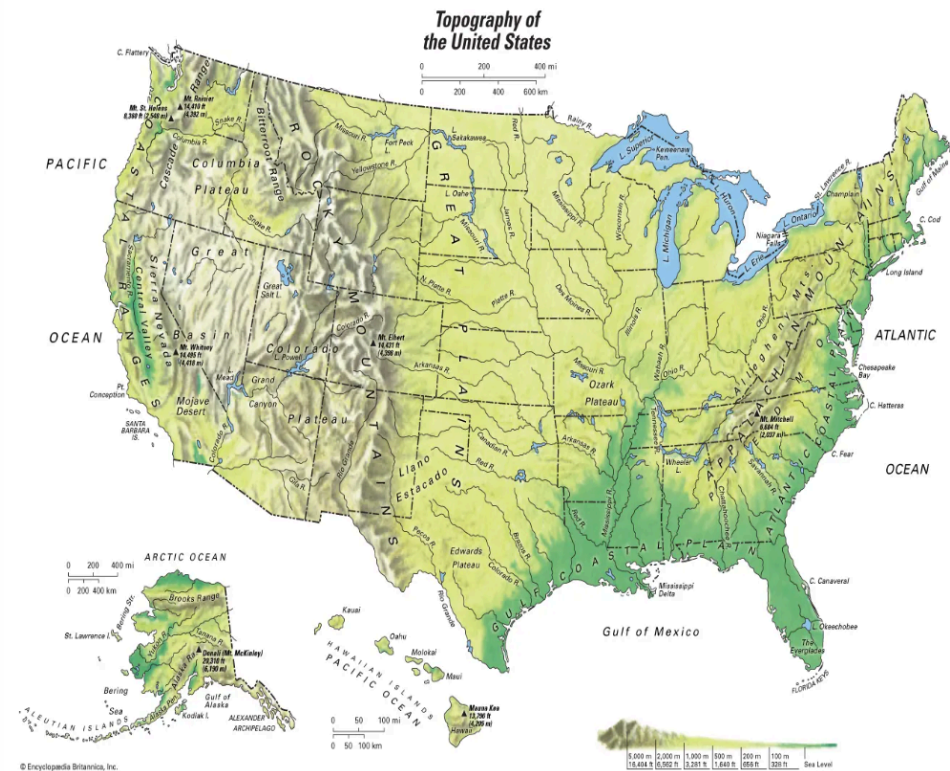 Topography of
the United States
0 200 400 mi
0 200 400 600 km
C. Flattery
PACIFIC
OCEAN
ATLANTIC
OCEAN
COASTAL RANGES
Cascade Range
Mt. Rainier
14,410 ft
(4,392 m)
Mt. St. Helens
Columbia R.
Snake R.
Columbia
Plateau
Bitterroot Range
ROCKY MOUNTAINS
Missouri R.
Fort Peck
L.
Yellowstone R.
L.
Sakakawea
Red R.
Rainy R.
L. Superior
Keweenaw
Pen.
L. Michigan
L. Huron
L. Ontario
L. Erie
Niagara
Falls
St. Lawrence R.
L.
Champlain
Gulf of Maine
C. Cod
Long Island
GREAT PLAINS
L. Oahe
Missouri R.
James R.
Mississippi R.
Wisconsin R.
Snake R.
Great
Basin
Great
Salt L.
Sacramento R.
Central Valley
Sierra Nevada
Mt. Whitney
14,495 ft
(4,418 m)
N. Platte R.
Platte R.
Des Moines R.
Illinois R.
Wabash R.
Ohio R.
Ohio R.
Allegheny Mts.
APPALACHIAN MOUNTAINS
PIEDMONT
ATLANTIC COASTAL PLAIN
Chesapeake
Bay
C. Hatteras
Mt. Mitchell
6,684 ft
(2,037 m)
C. Fear
Colorado R.
Mt. Elbert
14,431 ft
(4,398 m)
Colorado
Plateau
L. Powell
L.
Mead
Grand
Canyon
Mojave
Desert
Pt.
Conception
SANTA
BARBARA
IS.
Colorado R.
Gila R.
Rio Grande
Arkansas R.
Missouri R.
Ozark
Plateau
Canadian R.
Arkansas R.
Red R.
Llano
Estacado
Tennessee R.
Wheeler
L.
Savannah R.
Chattahoochee R.
Mississippi R.
Red R.
Pecos R.
Edwards
Plateau
Brazos R.
Colorado R.
Rio Grande
GULF COASTAL PLAIN
Mississippi
Delta
Gulf of Mexico
C. Canaveral
L. Okeechobee
The
Everglades
FLORIDA KEYS
ARCTIC OCEAN
0 200 400 mi
0 200 400 km
Brooks Range
Bering Str.
St. Lawrence I.
Yukon R.
Tanana R.
Denali (Mt. McKinley)
20,310 ft
(6,190 m)
Alaska Range
Bering
Sea
Gulf of
Alaska
Alaska Pen.
Kodiak I.
ALEUTIAN ISLANDS
ALEXANDER
ARCHIPELAGO
Kauai
Oahu
Molokai
Maui
HAWAIIAN ISLANDS
PACIFIC OCEAN
Mauna Kea
13,796 ft
(4,205 m)
Hawaii
0 50 100 mi
0 50 100 km
5,000 m 2,000 m 1,000 m 500 m 200 m 100 m
16,404 ft 6,562 ft 3,281 ft 1,640 ft 656 ft 328 ft Sea Level
© Encyclopædia Britannica, Inc.